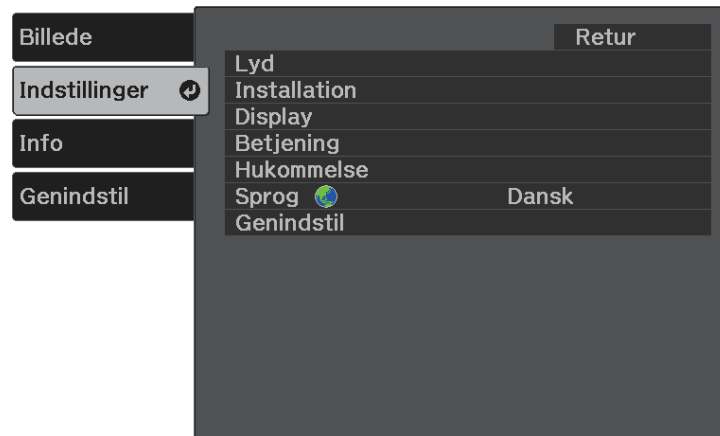 Billede
Indstillinger
Info
Genindstil
Retur
Lyd
Installation
Display
Betjening
Hukommelse
Sprog Dansk
Genindstil